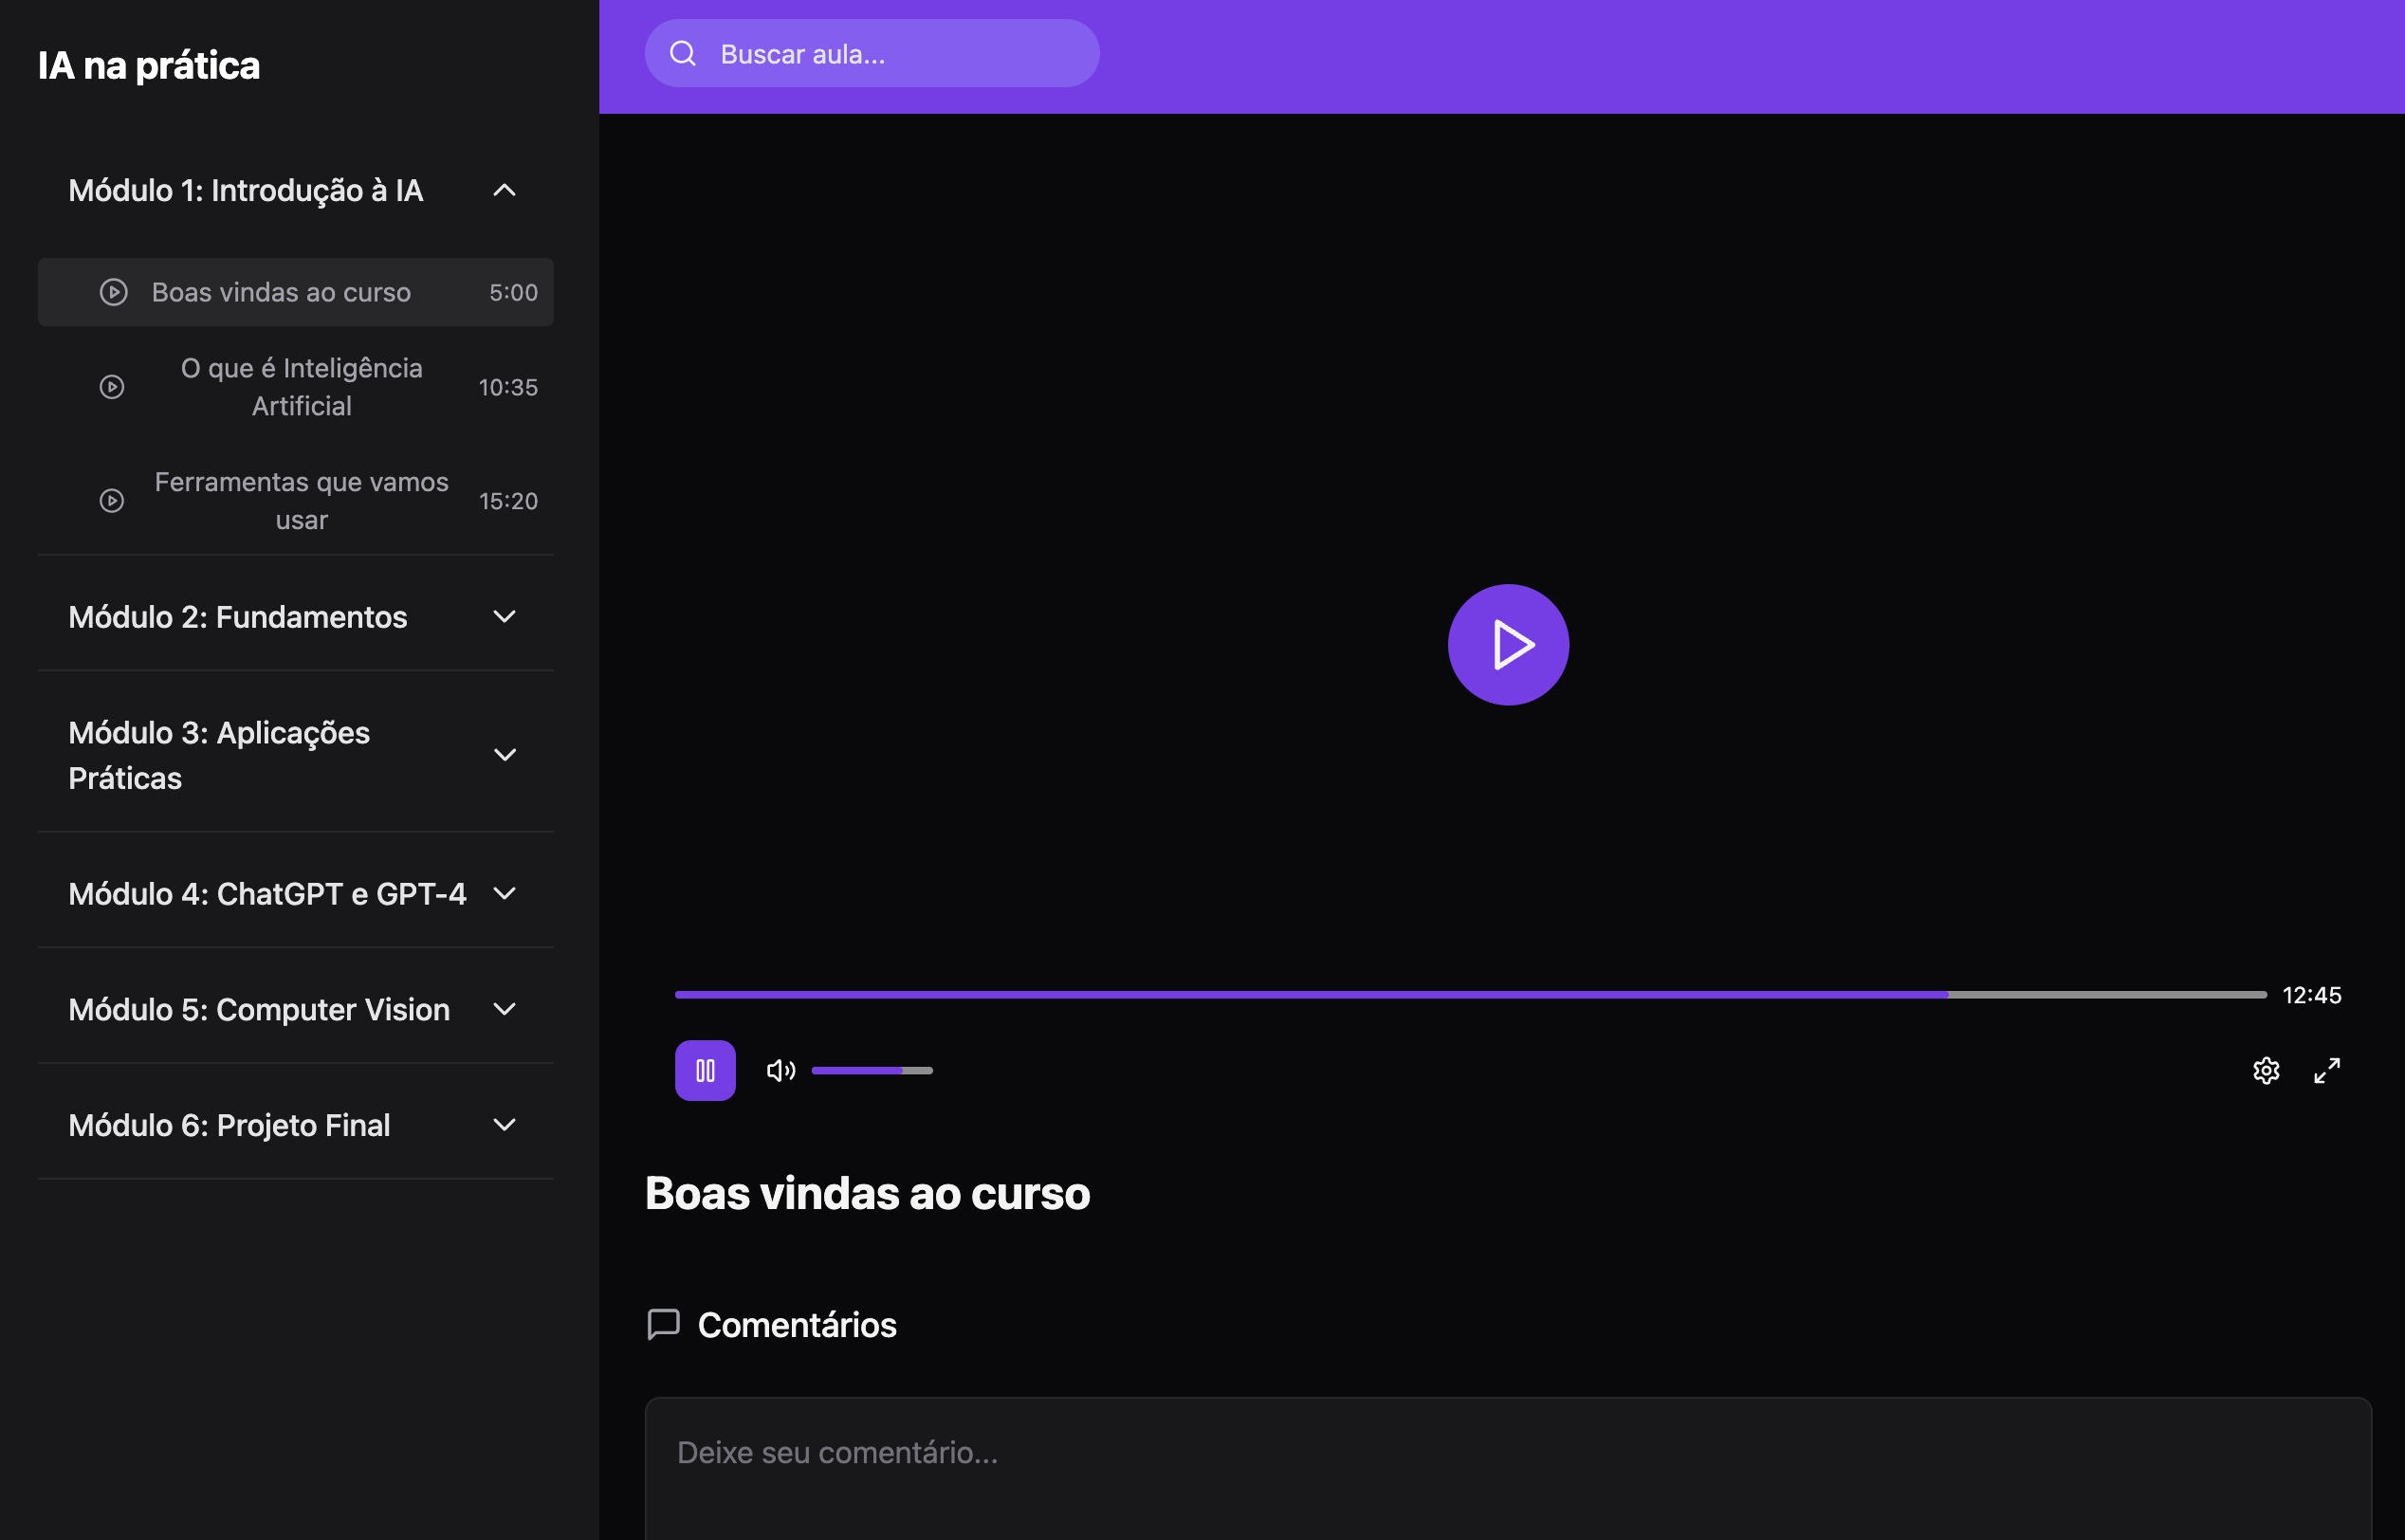 IA na prática
Módulo 1: Introdução à IA
Boas vindas ao curso 5:00
O que é Inteligência
Artificial
10:35
Ferramentas que vamos
usar
15:20
Módulo 2: Fundamentos
Módulo 3: Aplicações
Práticas
Módulo 4: ChatGPT e GPT-4
Módulo 5: Computer Vision
Módulo 6: Projeto Final
Buscar aula...
12:45
Boas vindas ao curso
Comentários
Deixe seu comentário...